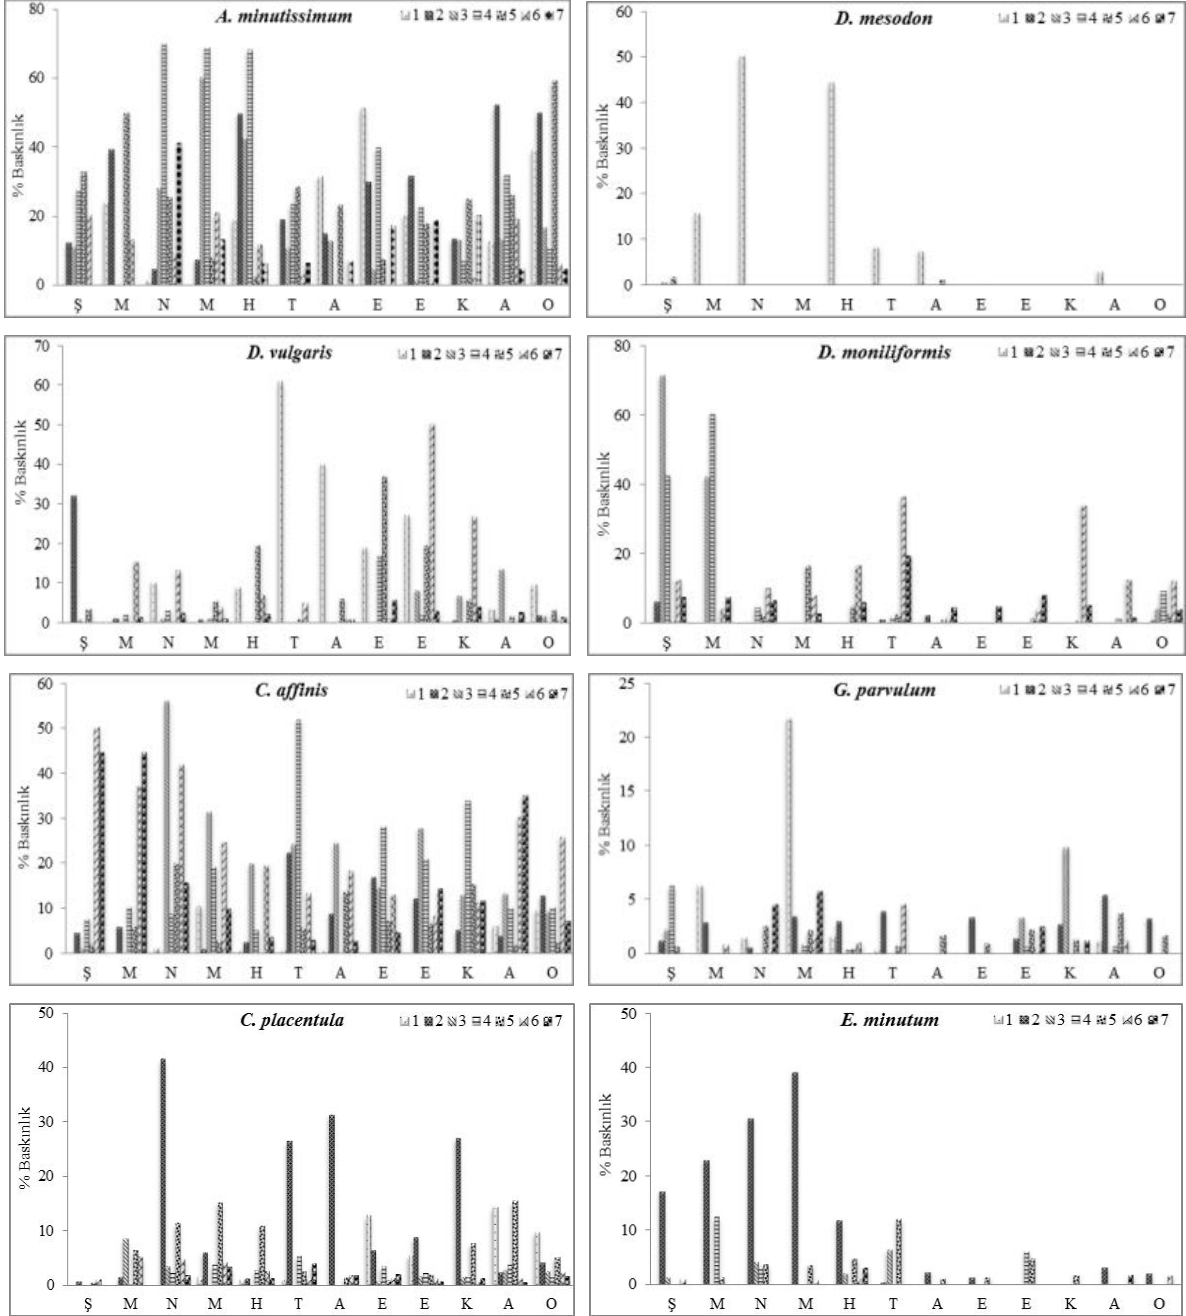 A. minutissimum
1 2 3 4 5 6 7
80
60
40
20
0
% Baskınlık
Ş M N M H T A E E K A O
D. mesodon
1 2 3 4 5 6 7
60
50
40
30
20
10
0
% Baskınlık
Ş M N M H T A E E K A O
D. vulgaris
1 2 3 4 5 6 7
70
60
50
40
30
20
10
0
% Baskınlık
Ş M N M H T A E E K A O
D. moniliformis
1 2 3 4 5 6 7
80
60
40
20
0
% Baskınlık
Ş M N M H T A E E K A O
C. affinis
1 2 3 4 5 6 7
60
50
40
30
20
10
0
% Baskınlık
Ş M N M H T A E E K A O
G. parvulum
1 2 3 4 5 6 7
25
20
15
10
5
0
% Baskınlık
Ş M N M H T A E E K A O
C. placentula
1 2 3 4 5 6 7
50
40
30
20
10
0
% Baskınlık
Ş M N M H T A E E K A O
E. minutum
1 2 3 4 5 6 7
50
40
30
20
10
0
% Baskınlık
Ş M N M H T A E E K A O